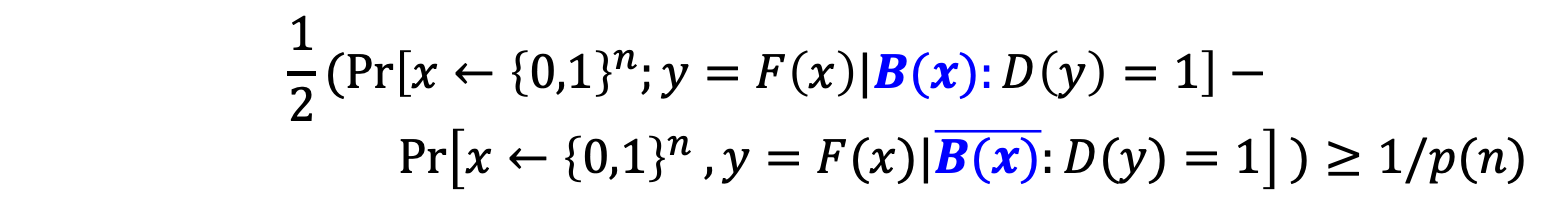 1/2 (Pr[x ← {0,1}ⁿ; y = F(x)|B(x): D(y) = 1] −
Pr[x ← {0,1}ⁿ , y = F(x)|B̅(̅x̅)̅: D(y) = 1] ) ≥ 1/p(n)